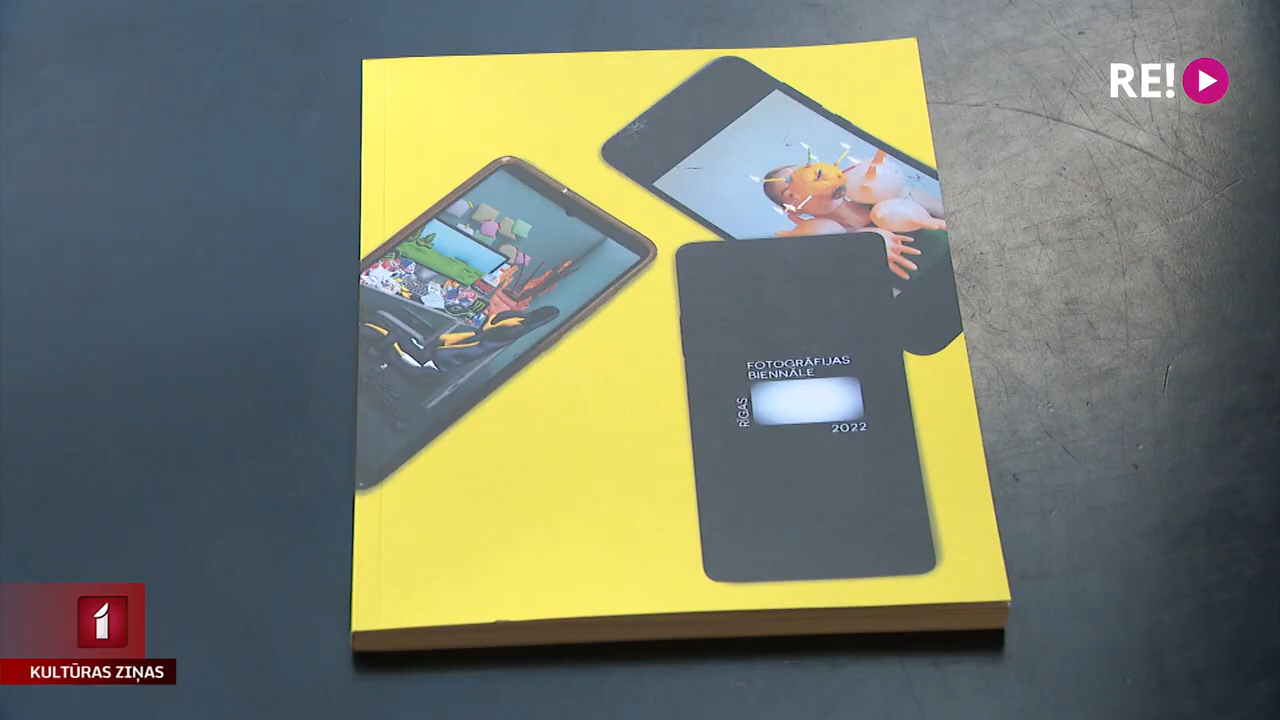 RE!
FOTOGRĀFIJAS
BIENNĀLE
RĪGAS
2022
1
KULTŪRAS ZIŅAS